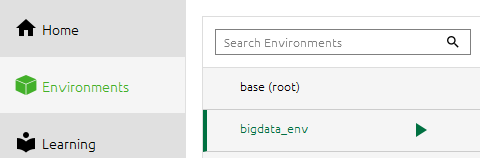 Home
Environments
Learning
Search Environments
base (root)
bigdata_env